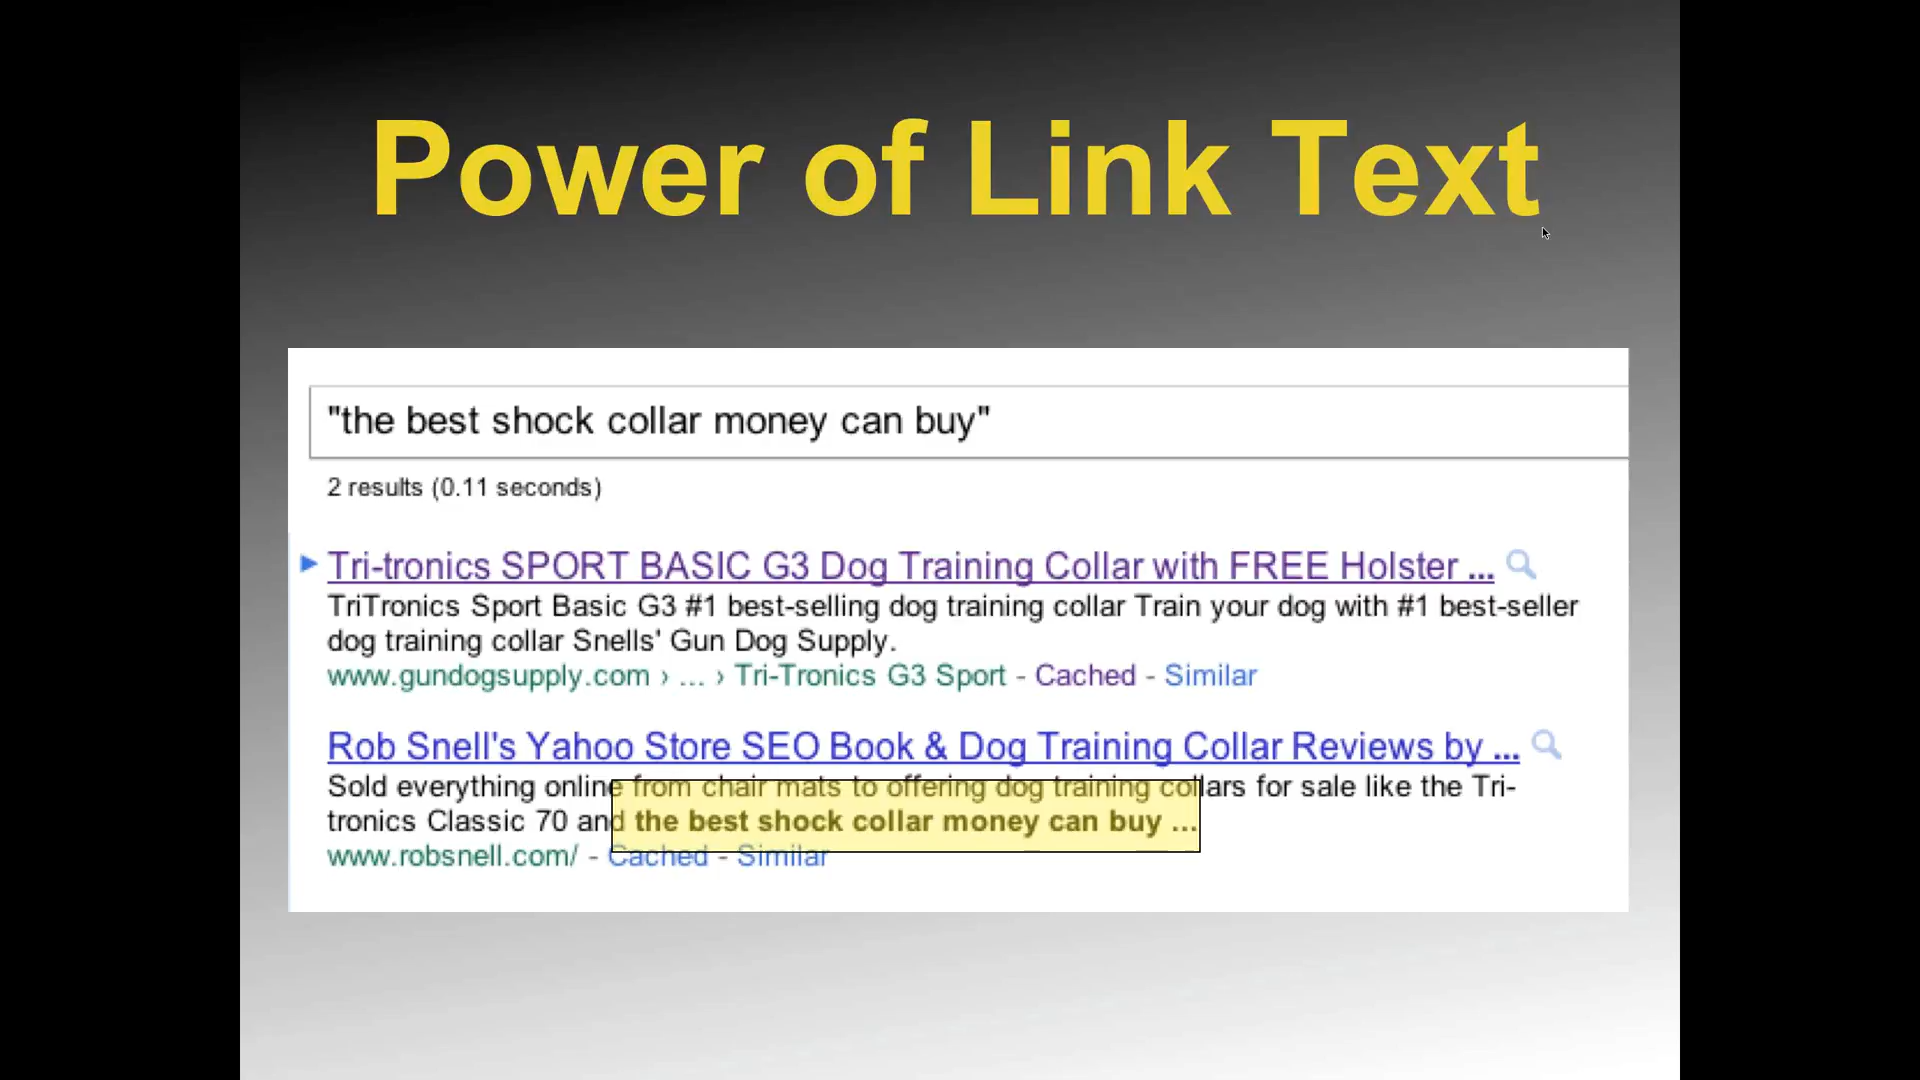 Power of Link Text
"the best shock collar money can buy"
2 results (0.11 seconds)
Tri-tronics SPORT BASIC G3 Dog Training Collar with FREE Holster ...
TriTronics Sport Basic G3 #1 best-selling dog training collar Train your dog with #1 best-seller
dog training collar Snells' Gun Dog Supply.
www.gundogsupply.com › ... › Tri-Tronics G3 Sport - Cached - Similar
Rob Snell's Yahoo Store SEO Book & Dog Training Collar Reviews by ...
Sold everything online from chair mats to offering dog training collars for sale like the Tri-
tronics Classic 70 and the best shock collar money can buy ...
www.robsnell.com/ - Cached - Similar